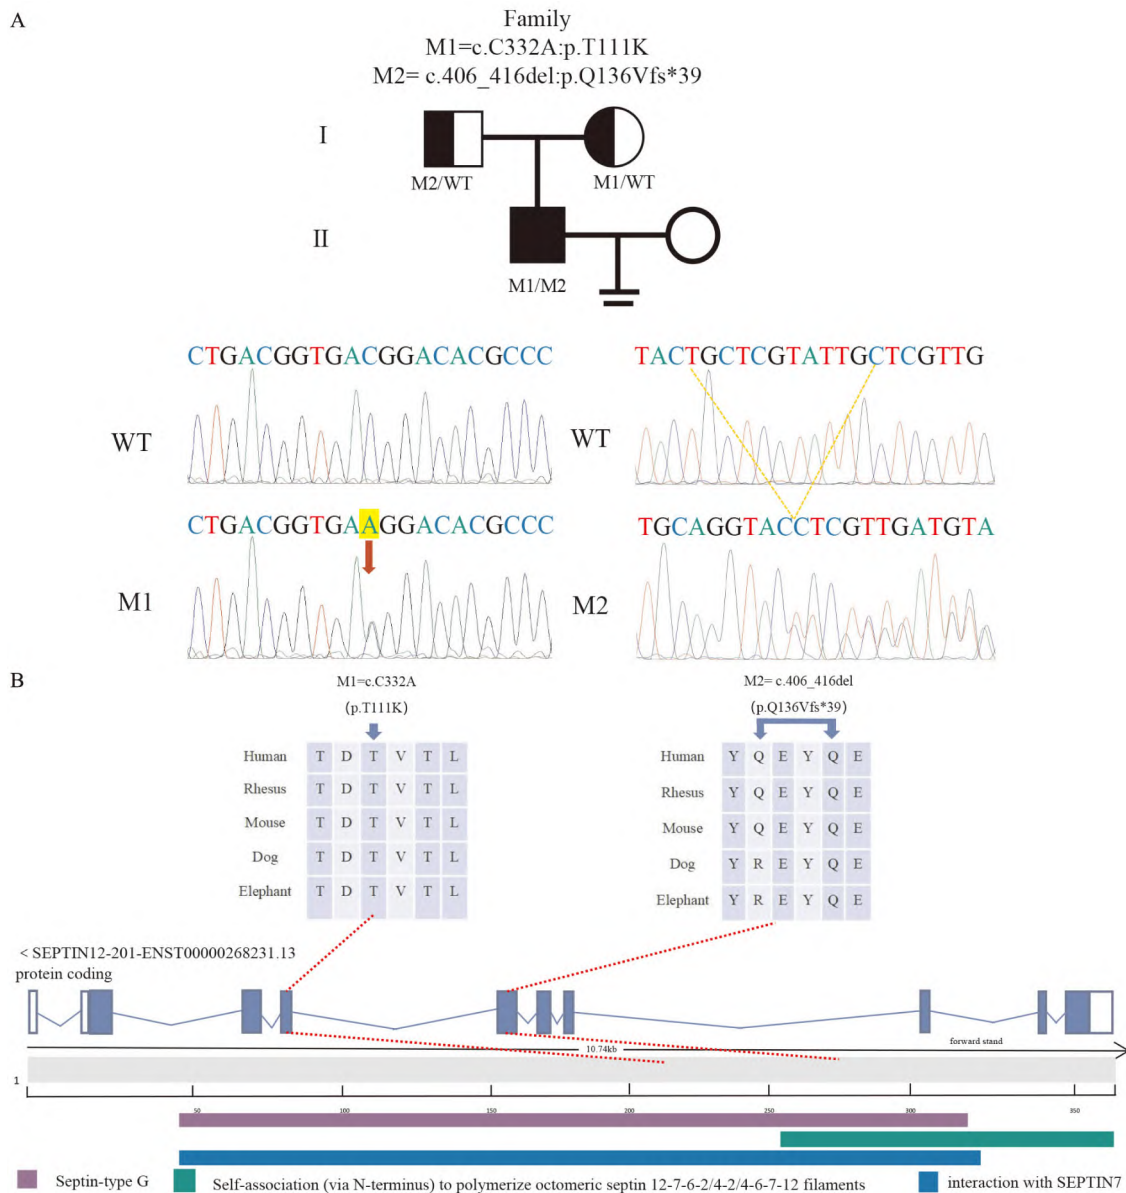 A
Family
M1=c.C332A:p.T111K
M2= c.406_416del:p.Q136Vfs*39
I
M2/WT
M1/WT
II
M1/M2
CTGACGGTGACGGACACGCCC
TACTGCTCGTATTGCTCGTTG
WT
WT
CTGACGGTGAAGGACACGCCC
TGCAGGTACCTCGTTGATGTA
M1
M2
B
M1=c.C332A
(p.T111K)
M2= c.406_416del
(p.Q136Vfs*39)
Human T D T V T L
Rhesus T D T V T L
Mouse T D T V T L
Dog T D T V T L
Elephant T D T V T L
Human Y Q E Y Q E
Rhesus Y Q E Y Q E
Mouse Y Q E Y Q E
Dog Y R E Y Q E
Elephant Y R E Y Q E
< SEPTIN12-201-ENST00000268231.13
protein coding
10.74kb
forward stand
1
50 100 150 200 250 300 350
Septin-type G
Self-association (via N-terminus) to polymerize octomeric septin 12-7-6-2/4-2/4-6-7-12 filaments
interaction with SEPTIN7